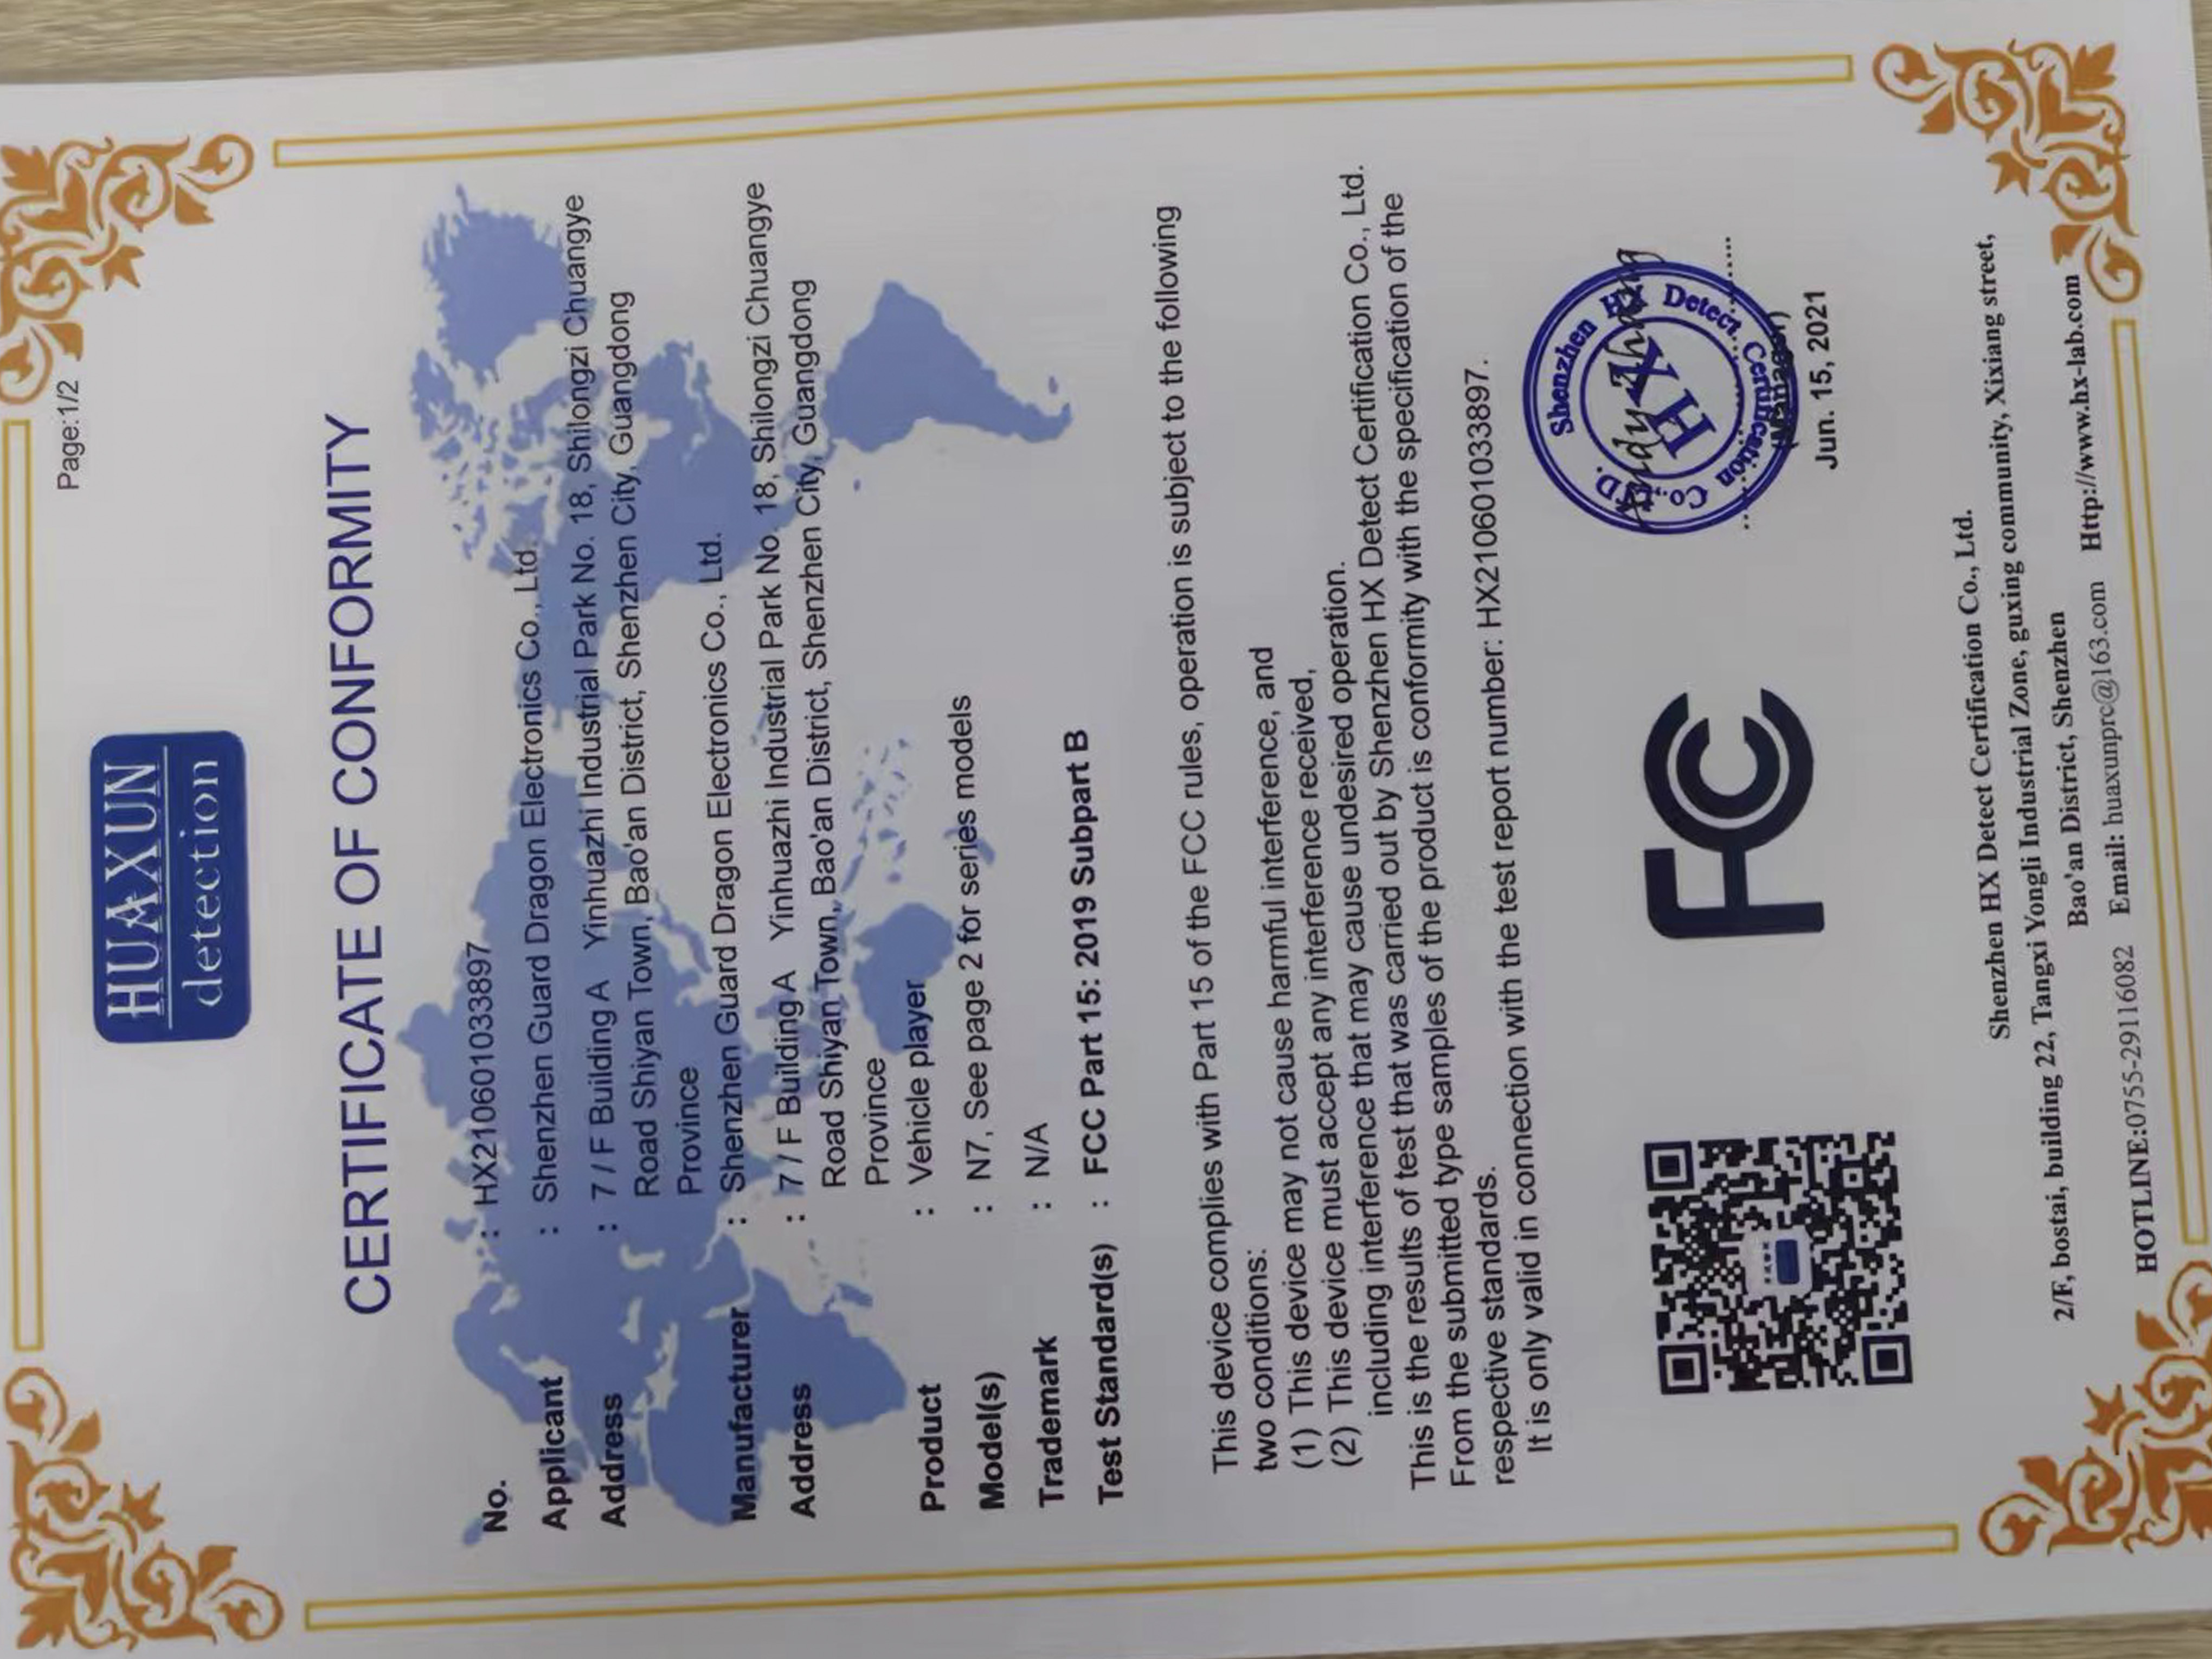 Page:1/2
HUAXUN
detection
CERTIFICATE OF CONFORMITY
No. : HX210601033897
Applicant : Shenzhen Guard Dragon Electronics Co., Ltd.
Address : 7 / F Building A Yinhuazhi Industrial Park No. 18, Shilongzi Chuangye
Road Shiyan Town, Bao'an District, Shenzhen City, Guangdong
Province
Manufacturer : Shenzhen Guard Dragon Electronics Co., Ltd.
Address : 7 / F Building A Yinhuazhi Industrial Park No. 18, Shilongzi Chuangye
Road Shiyan Town, Bao'an District, Shenzhen City, Guangdong
Province
Product : Vehicle player
Model(s) : N7, See page 2 for series models
Trademark : N/A
Test Standard(s) : FCC Part 15: 2019 Subpart B
This device complies with Part 15 of the FCC rules, operation is subject to the following
two conditions:
(1) This device may not cause harmful interference, and
(2) This device must accept any interference received,
including interference that may cause undesired operation.
This is the results of test that was carried out by Shenzhen HX Detect Certification Co., Ltd.
From the submitted type samples of the product is conformity with the specification of the
respective standards.
It is only valid in connection with the test report number: HX210601033897.
FC
Shenzhen HX Detect Certification Co., LTD.
HX
(Manager)
Jun. 15, 2021
Shenzhen HX Detect Certification Co., Ltd.
2/F, bostai, building 22, Tangxi Yongli Industrial Zone, guxing community, Xixiang street,
Bao'an District, Shenzhen
HOTLINE:0755-29116082 Email: huaxunprc@163.com Http://www.hx-lab.com